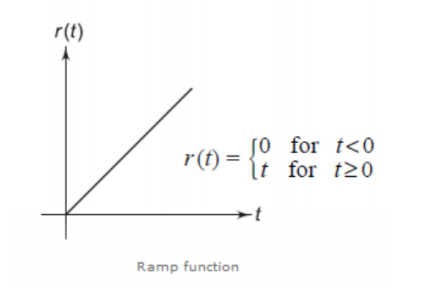 r(t)
r(t) = {0 for t<0
t for t≥0
t
Ramp function